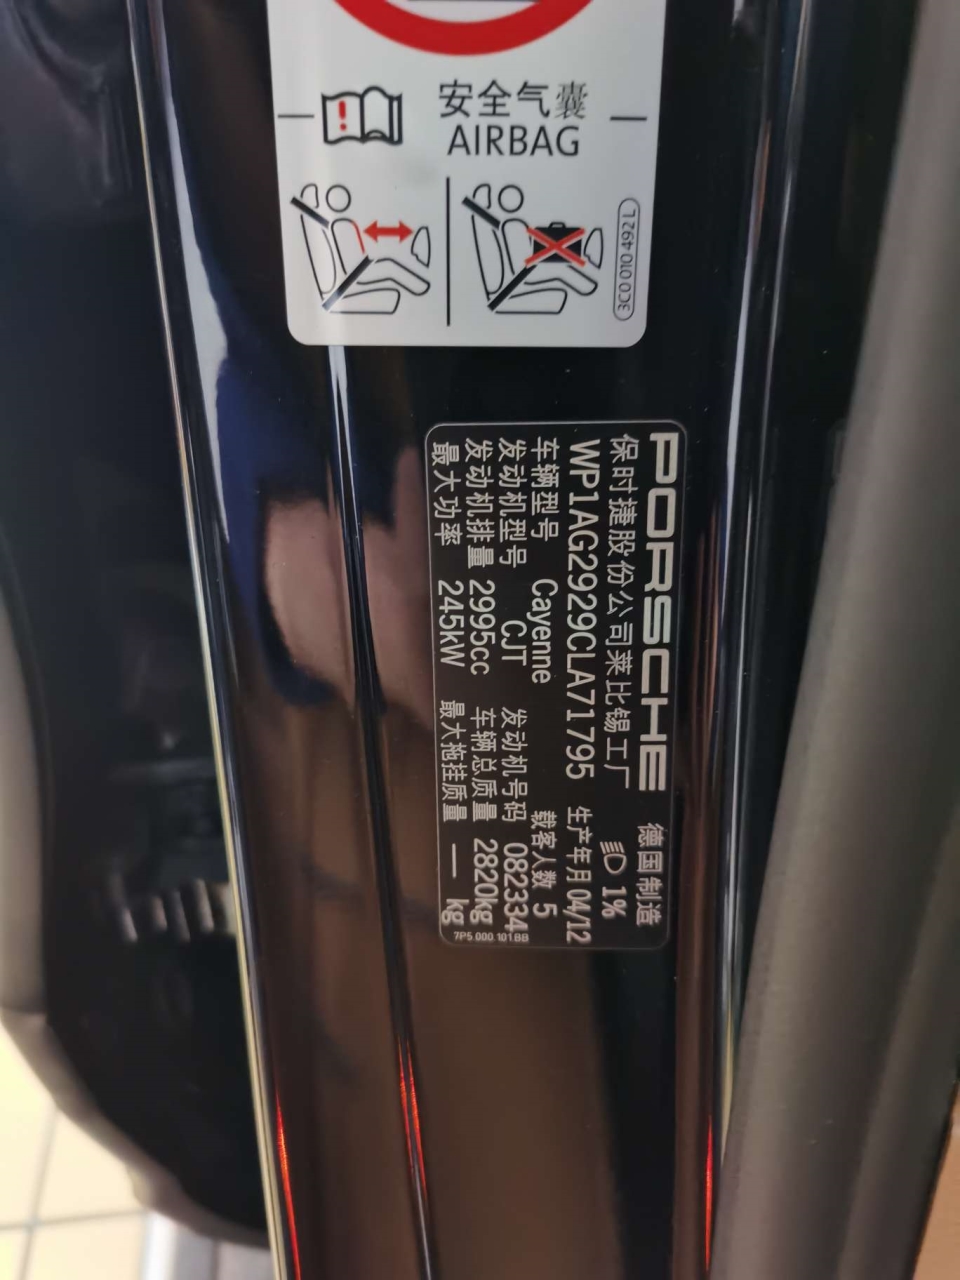 安全气囊
AIRBAG
3C0 010 492 L
PORSCHE 德国制造
保时捷股份公司莱比锡工厂 1%
WP1AG2929CLA71795 生产年月 04/12
车辆型号 Cayenne 载客人数 5
发动机型号 CJT 发动机号码 082334
发动机排量 2995cc 车辆总质量 2820kg
最大功率 245kW 最大拖挂质量 — kg
7P5 000 101 BB